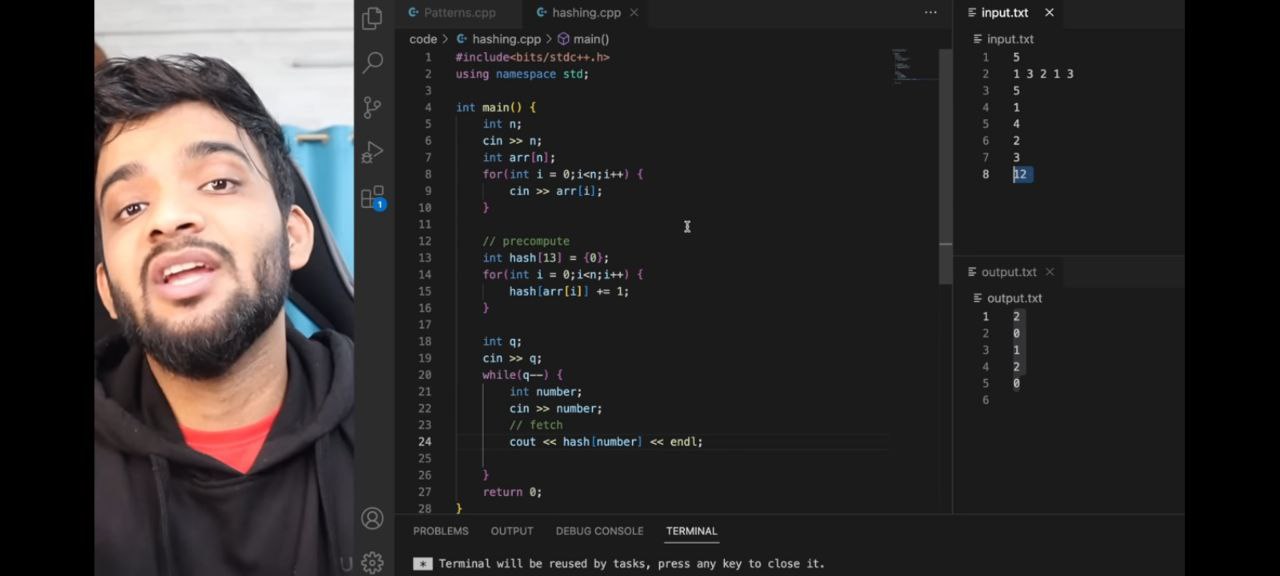 Patterns.cpp
hashing.cpp
code > hashing.cpp > main()
1 #include<bits/stdc++.h>
2 using namespace std;
3
4 int main() {
5 int n;
6 cin >> n;
7 int arr[n];
8 for(int i = 0;i<n;i++) {
9 cin >> arr[i];
10 }
11
12 // precompute
13 int hash[13] = {0};
14 for(int i = 0;i<n;i++) {
15 hash[arr[i]] += 1;
16 }
17
18 int q;
19 cin >> q;
20 while(q--) {
21 int number;
22 cin >> number;
23 // fetch
24 cout << hash[number] << endl;
25
26 }
27 return 0;
28 }
input.txt
input.txt
1 5
2 1 3 2 1 3
3 5
4 1
5 4
6 2
7 3
8 12
output.txt
output.txt
1 2
2 0
3 1
4 2
5 0
6
1
PROBLEMS OUTPUT DEBUG CONSOLE TERMINAL
* Terminal will be reused by tasks, press any key to close it.
U